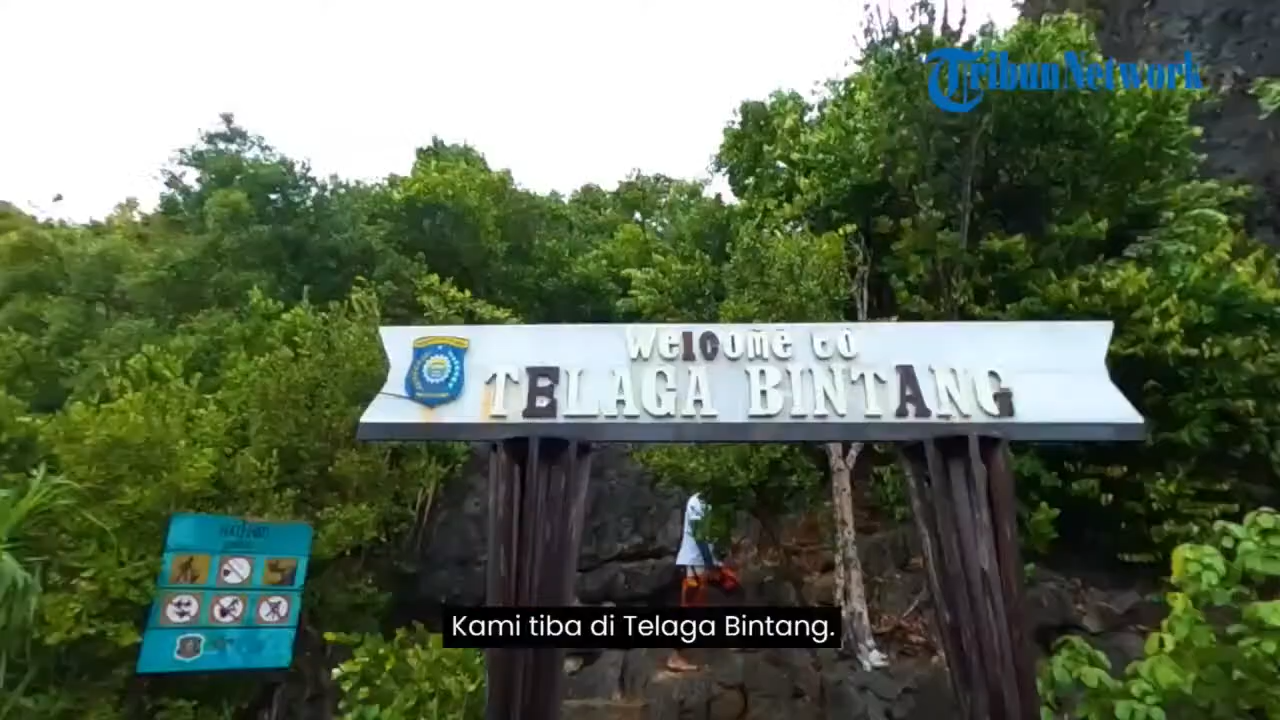 TribunNetwork
Welcome to
TELAGA BINTANG
Kami tiba di Telaga Bintang.